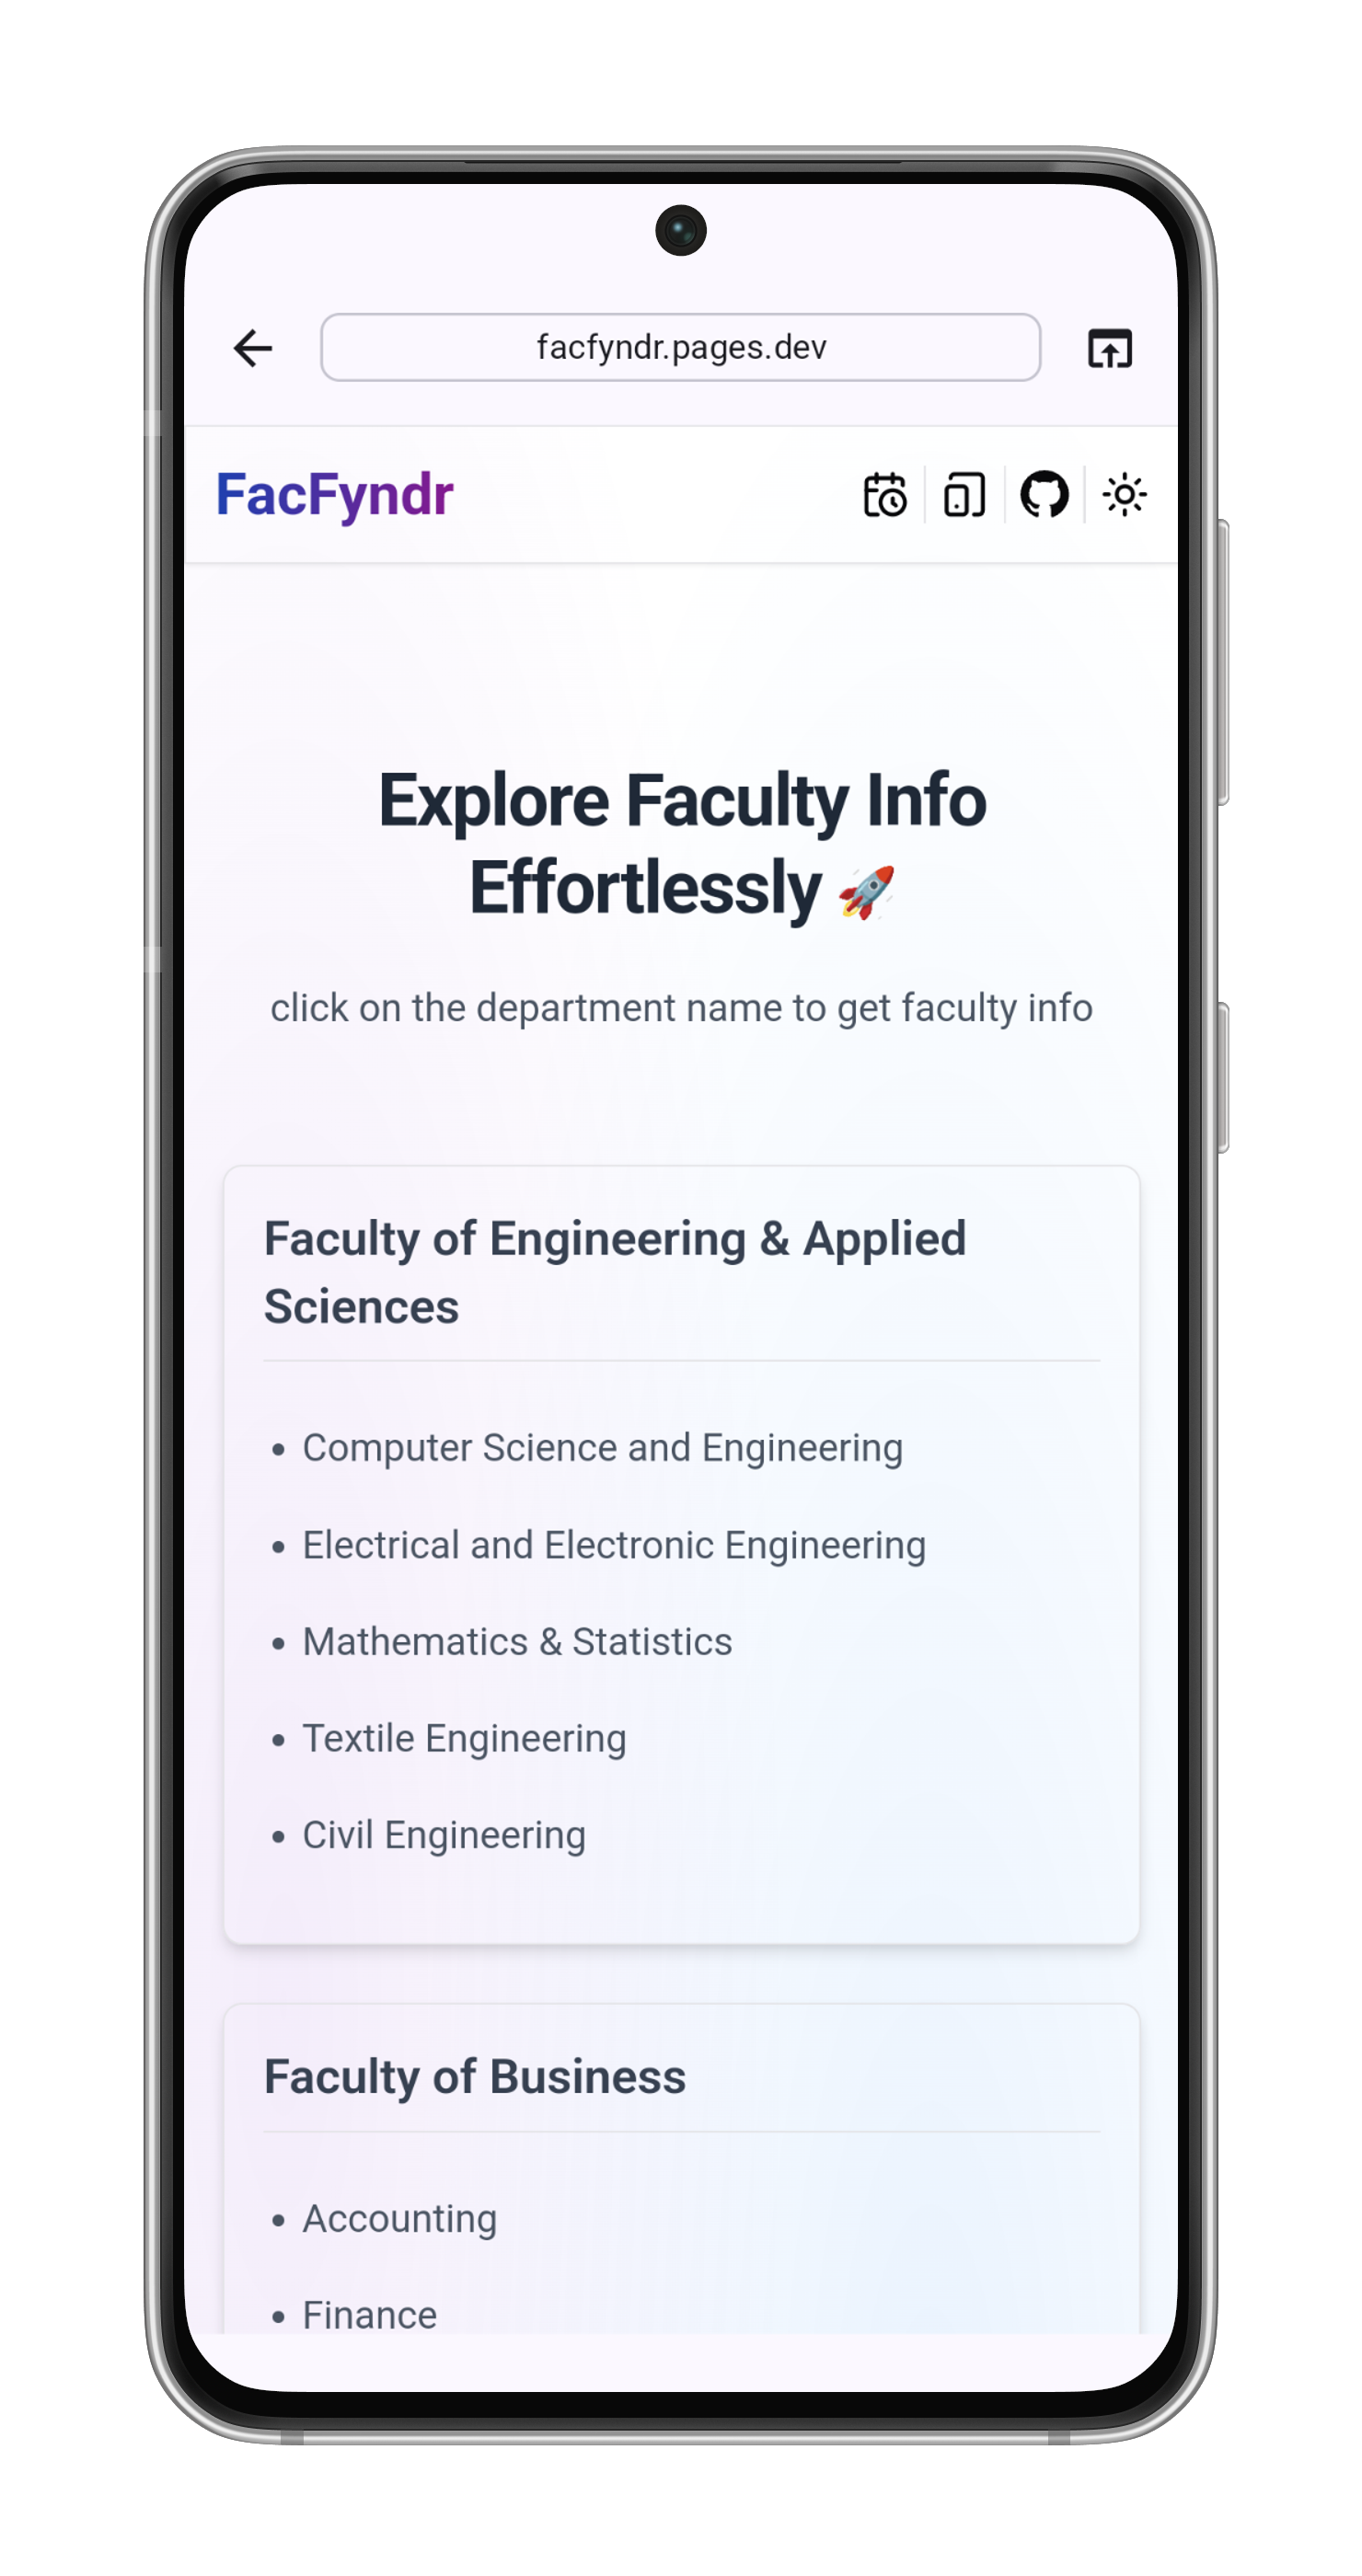 facfyndr.pages.dev
FacFyndr
Explore Faculty Info
Effortlessly 🚀
click on the department name to get faculty info
Faculty of Engineering & Applied
Sciences
• Computer Science and Engineering
• Electrical and Electronic Engineering
• Mathematics & Statistics
• Textile Engineering
• Civil Engineering
Faculty of Business
• Accounting
• Finance